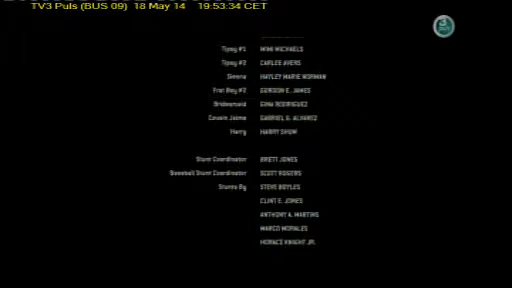 TV3 Puls (BUS 09) 18 May 14 19:53:34 CET
3
Tipsy #1 MIMI MICHAELS
Tipsy #2 CARLEE AVERS
Sienna HAYLEY MARIE NORMAN
Frat Boy #2 GORDON E. JAMES
Bridesmaid GINA RODRIGUEZ
Cousin Jaime GABRIEL G. ALVAREZ
Harry HARRY SHUM
Stunt Coordinator BRETT JONES
Baseball Stunt Coordinator SCOTT ROGERS
Stunts By STEVE BOYLES
CLINT E. JONES
ANTHONY A. MARTINS
MARCO MORALES
HORACE KNIGHT JR.